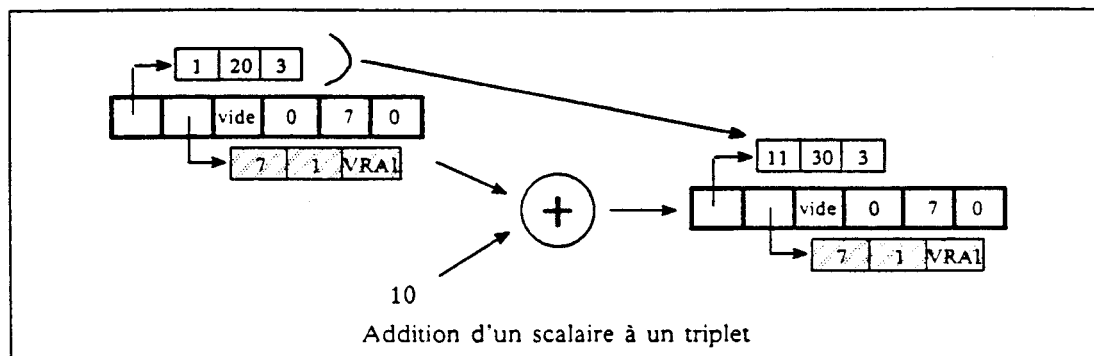 1 20 3
vide 0 7 0
7 1 VRAI
+
10
11 30 3
vide 0 7 0
7 1 VRAI
Addition d'un scalaire à un triplet